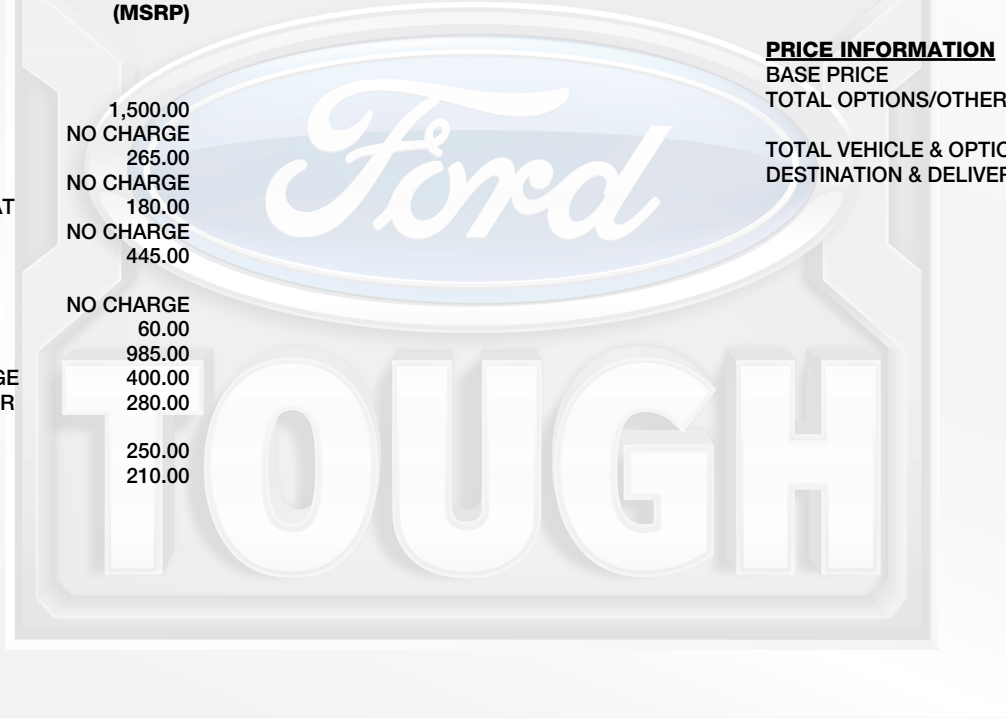 (MSRP)
1,500.00
NO CHARGE
265.00
NO CHARGE
AT 180.00
NO CHARGE
445.00
NO CHARGE
60.00
985.00
GE 400.00
R 280.00
250.00
210.00
PRICE INFORMATION
BASE PRICE
TOTAL OPTIONS/OTHER
TOTAL VEHICLE & OPTIO
DESTINATION & DELIVER
Ford
TOUGH